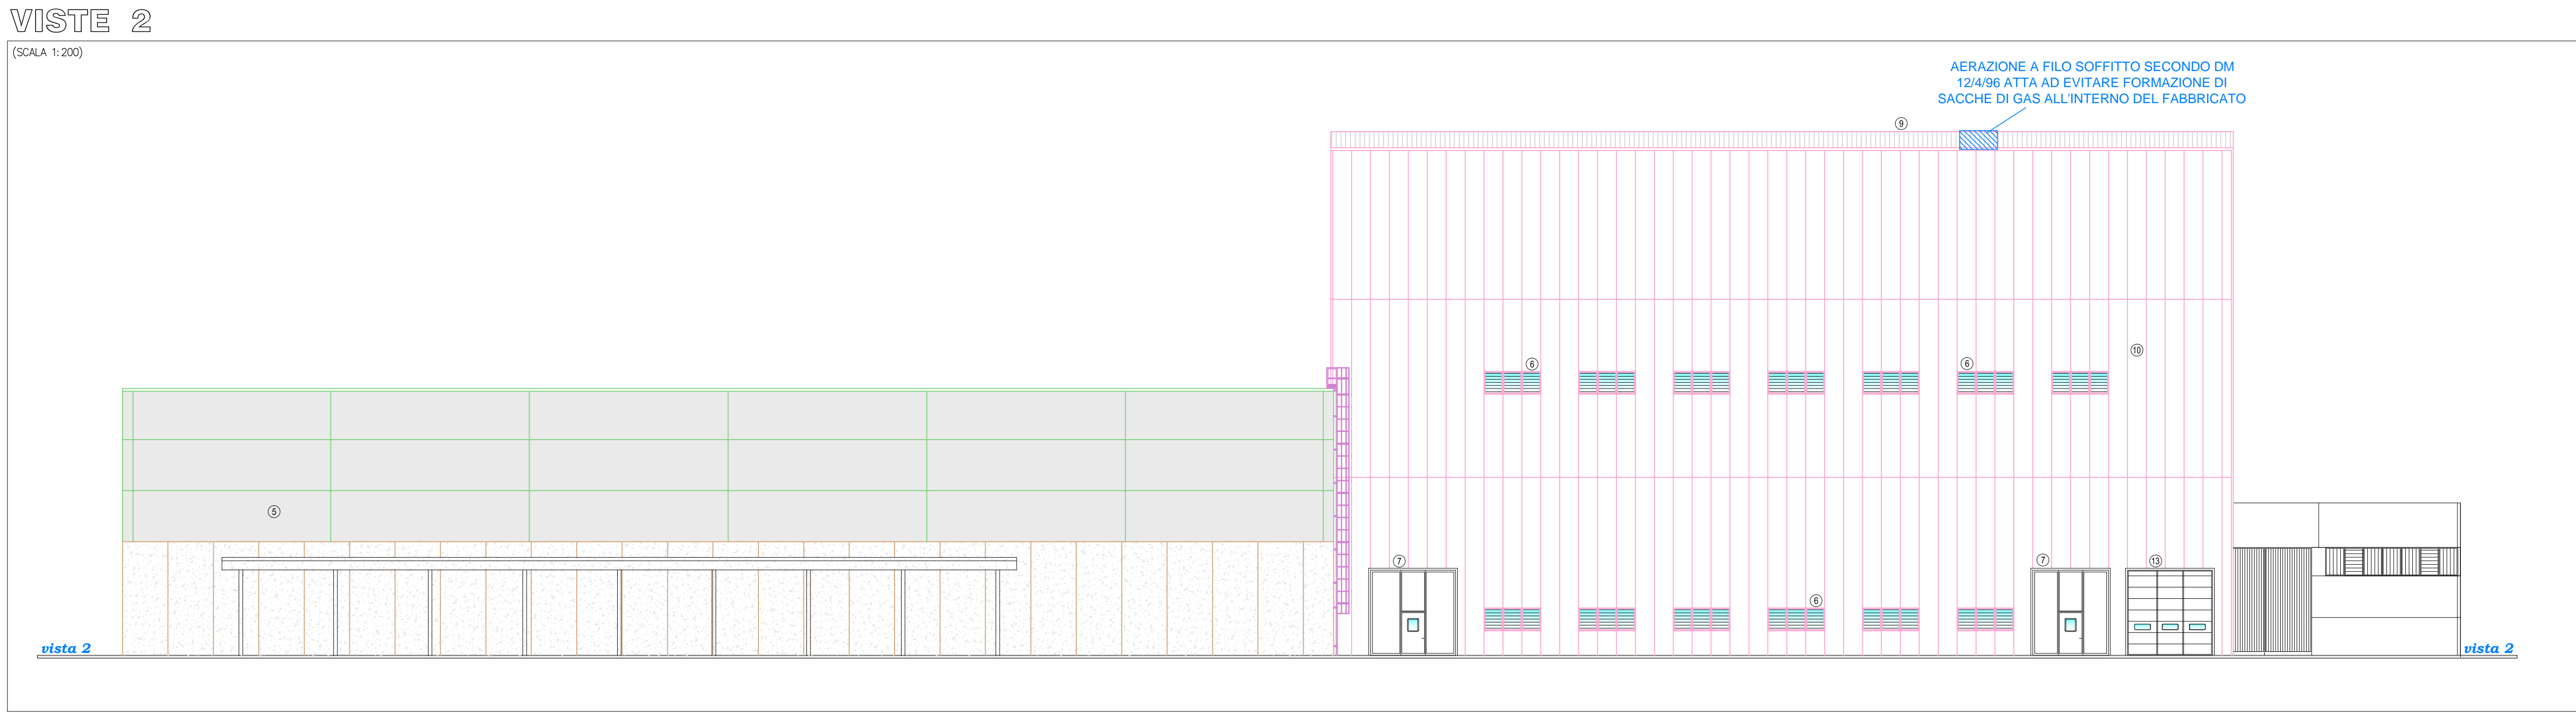 VISTE 2
(SCALA 1:200)
AERAZIONE A FILO SOFFITTO SECONDO DM
12/4/96 ATTA AD EVITARE FORMAZIONE DI
SACCHE DI GAS ALL'INTERNO DEL FABBRICATO
9
6
6
10
5
7
7
13
6
vista 2
vista 2